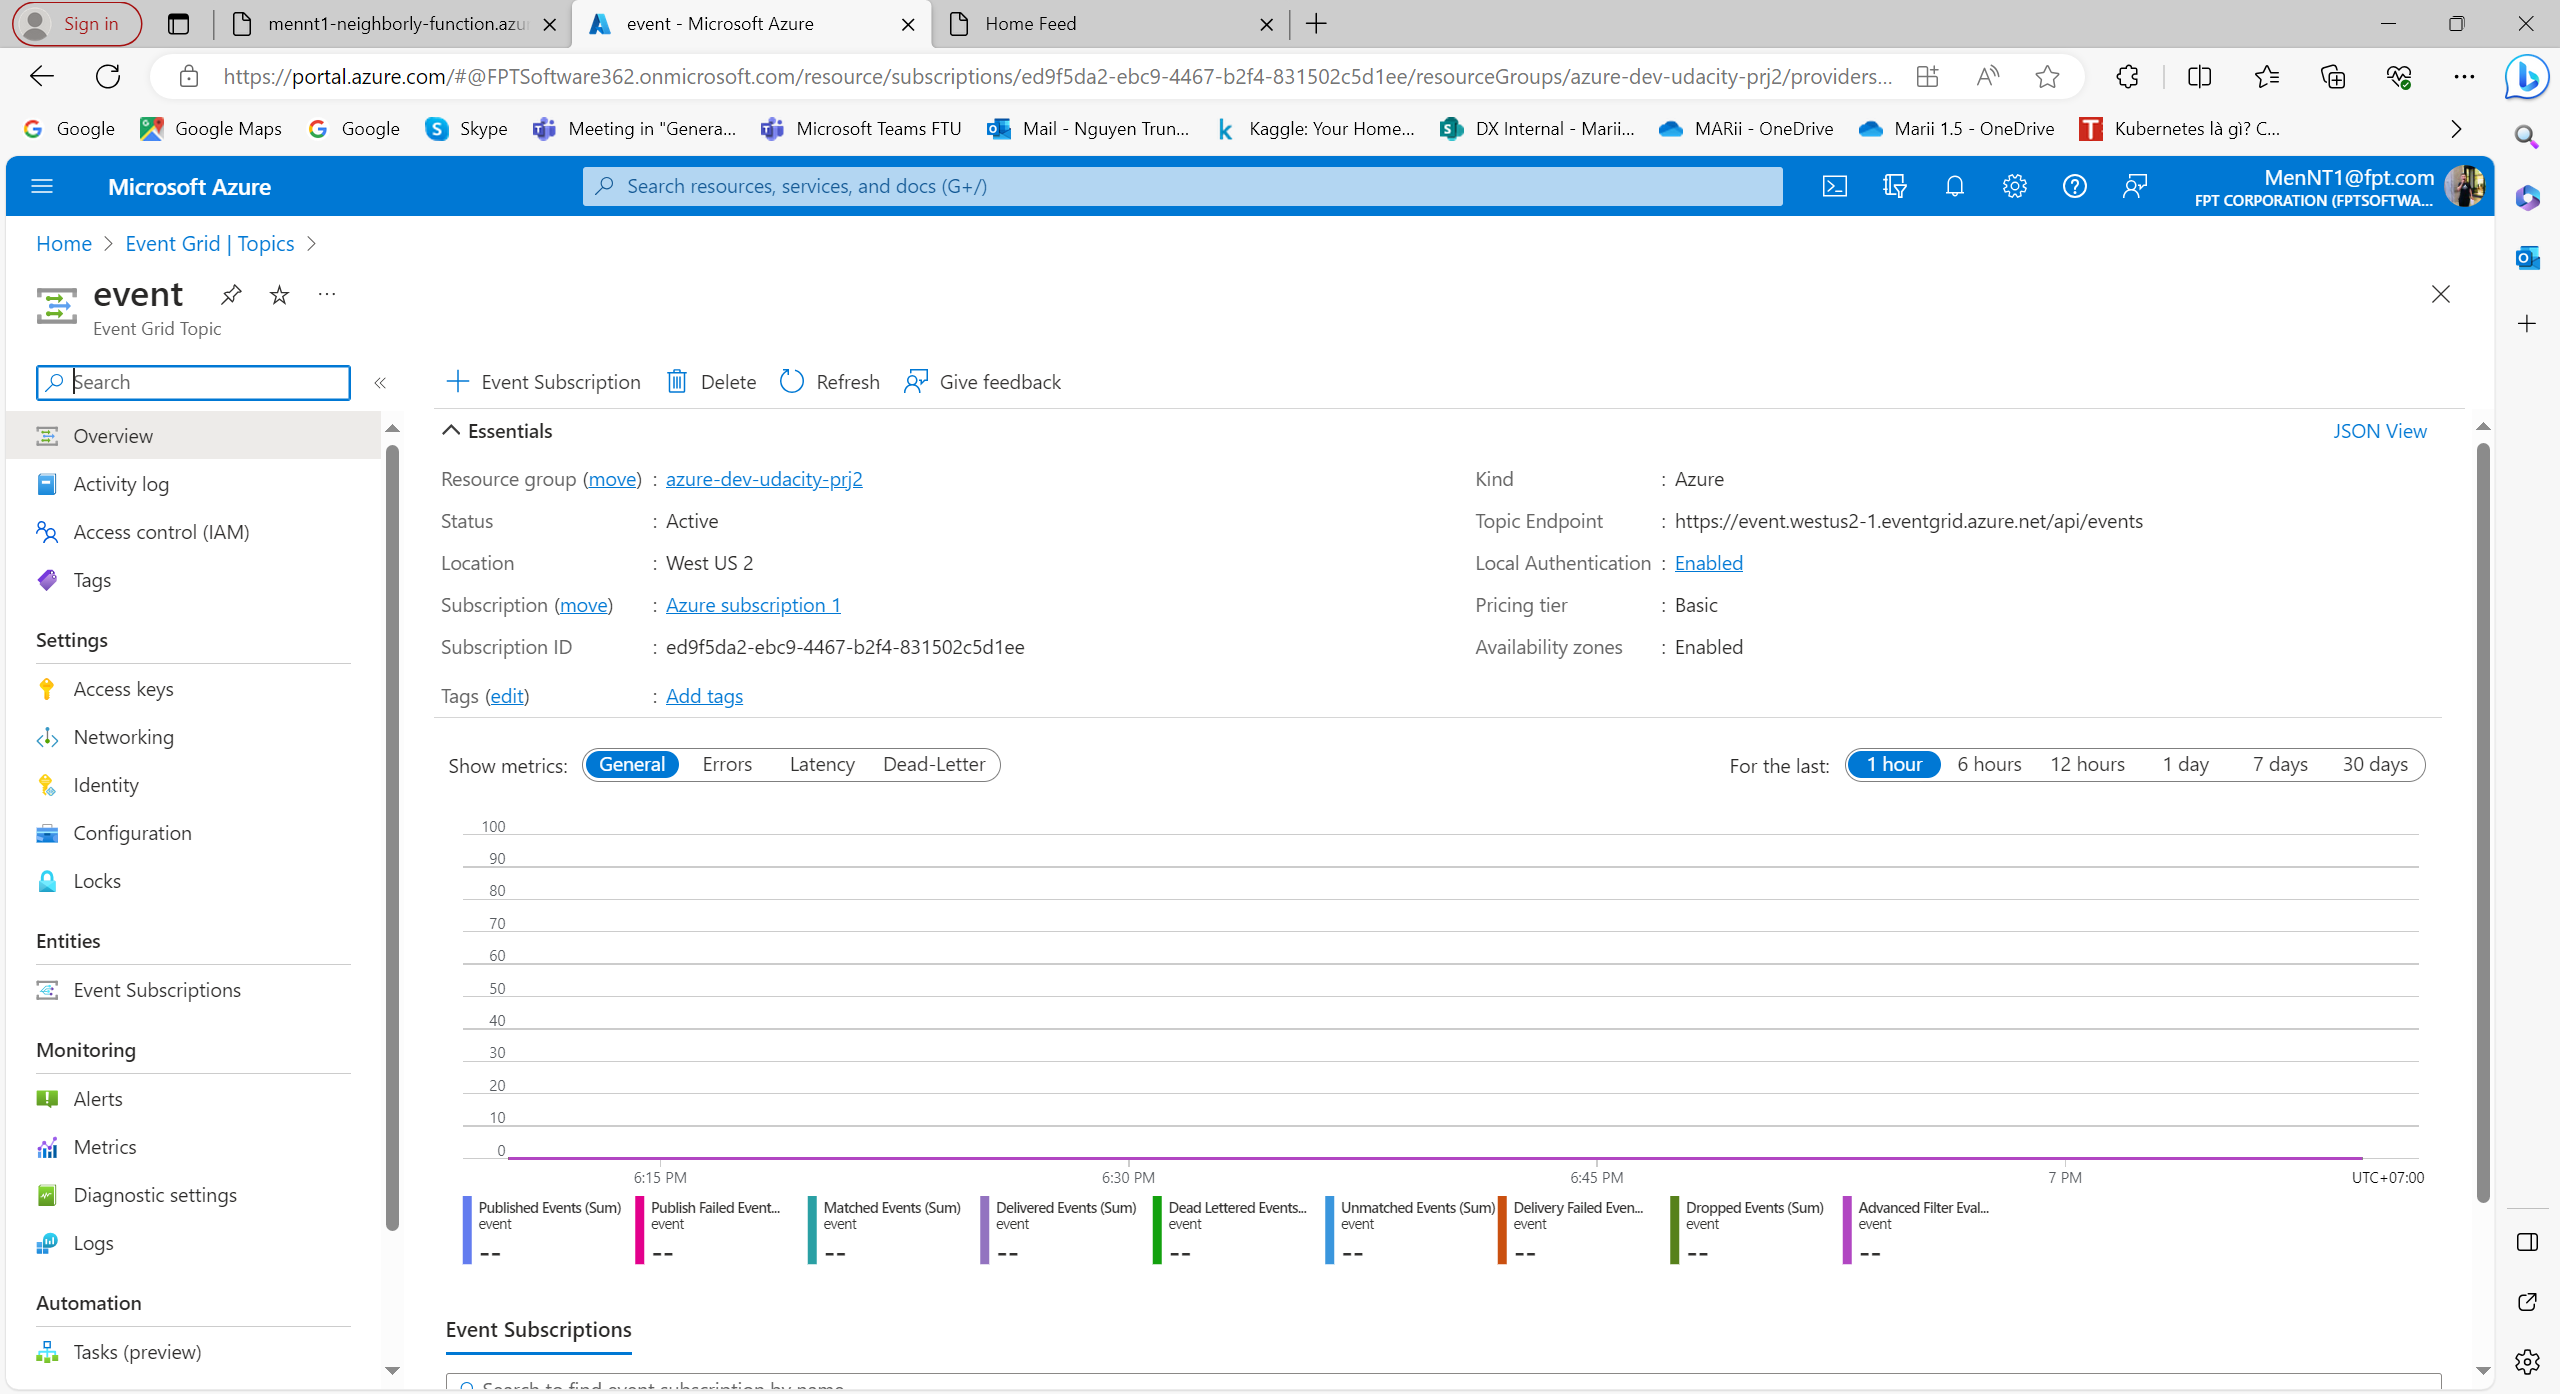 Sign in
mennt1-neighborly-function.azu
event - Microsoft Azure
Home Feed
https://portal.azure.com/#@FPTSoftware362.onmicrosoft.com/resource/subscriptions/ed9f5da2-ebc9-4467-b2f4-831502c5d1ee/resourceGroups/azure-dev-udacity-prj2/providers...
Google
Google Maps
Google
Skype
Meeting in "Genera...
Microsoft Teams FTU
Mail - Nguyen Trun...
Kaggle: Your Home...
DX Internal - Marii...
MARii - OneDrive
Marii 1.5 - OneDrive
Kubernetes là gì? C...
Microsoft Azure
Search resources, services, and docs (G+/)
MenNT1@fpt.com
FPT CORPORATION (FPTSOFTWA...
Home > Event Grid | Topics >
event
Event Grid Topic
Search
Overview
Activity log
Access control (IAM)
Tags
Settings
Access keys
Networking
Identity
Configuration
Locks
Entities
Event Subscriptions
Monitoring
Alerts
Metrics
Diagnostic settings
Logs
Automation
Tasks (preview)
Event Subscription
Delete
Refresh
Give feedback
Essentials
JSON View
Resource group (move) : azure-dev-udacity-prj2
Status : Active
Location : West US 2
Subscription (move) : Azure subscription 1
Subscription ID : ed9f5da2-ebc9-4467-b2f4-831502c5d1ee
Tags (edit) : Add tags
Kind : Azure
Topic Endpoint : https://event.westus2-1.eventgrid.azure.net/api/events
Local Authentication : Enabled
Pricing tier : Basic
Availability zones : Enabled
Show metrics: General Errors Latency Dead-Letter
For the last: 1 hour 6 hours 12 hours 1 day 7 days 30 days
100
90
80
70
60
50
40
30
20
10
0
6:15 PM 6:30 PM 6:45 PM 7 PM UTC+07:00
Published Events (Sum)
event
--
Publish Failed Event...
event
--
Matched Events (Sum)
event
--
Delivered Events (Sum)
event
--
Dead Lettered Events...
event
--
Unmatched Events (Sum)
event
--
Delivery Failed Even...
event
--
Dropped Events (Sum)
event
--
Advanced Filter Eval...
event
--
Event Subscriptions
Search to find event subscription by name